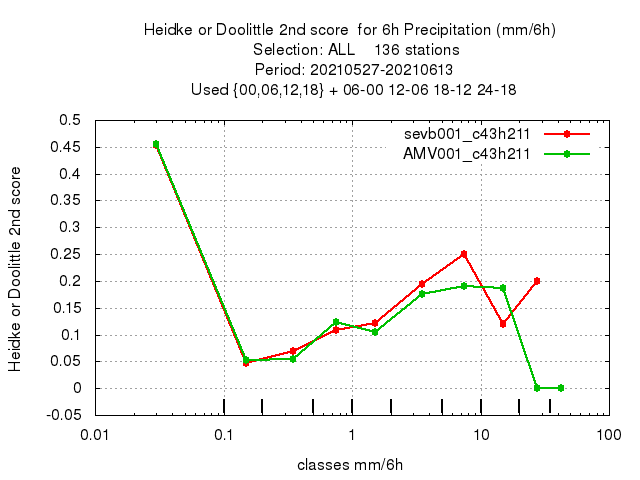 Heidke or Doolittle 2nd score  for 6h Precipitation (mm/6h)
Selection: ALL    136 stations
Period: 20210527-20210613
Used {00,06,12,18} + 06-00 12-06 18-12 24-18
sevb001_c43h211
AMV001_c43h211
Heidke or Doolittle 2nd score
0.5
0.45
0.4
0.35
0.3
0.25
0.2
0.15
0.1
0.05
0
-0.05
0.01 0.1 1 10 100
classes mm/6h